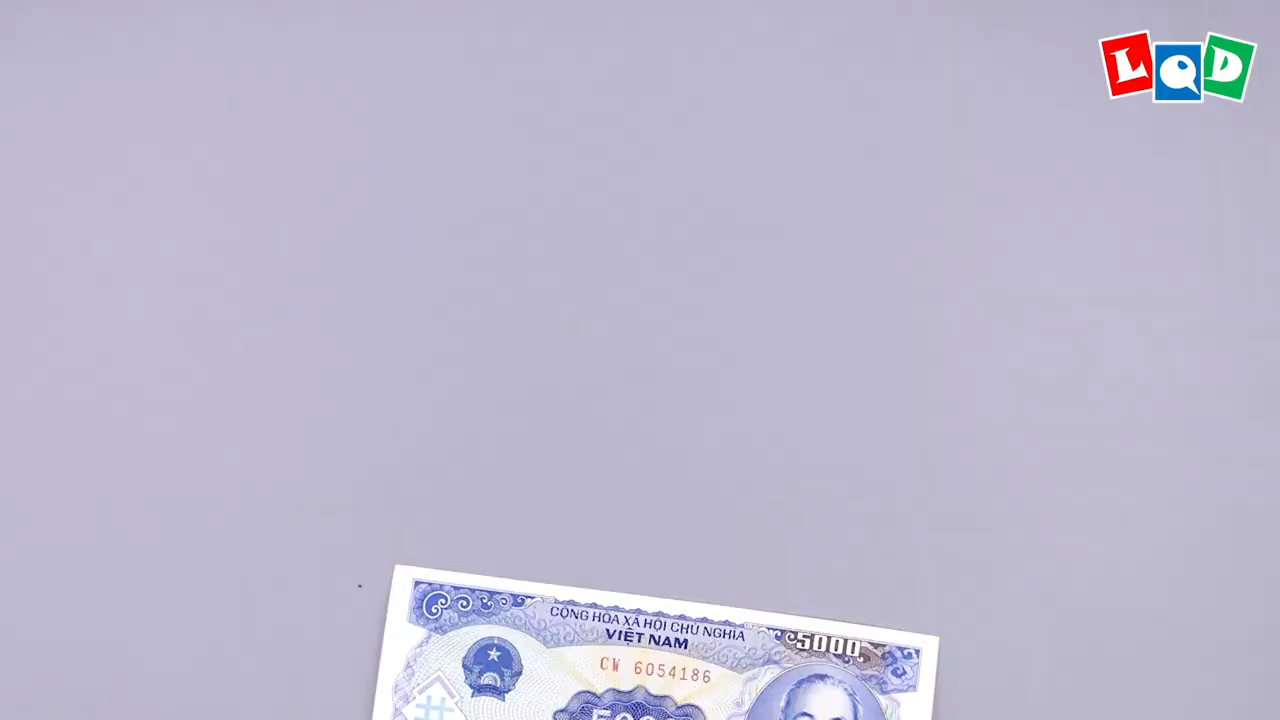 LQD
CỘNG HÒA XÃ HỘI CHỦ NGHĨA
VIỆT NAM
5000
CW 6054186